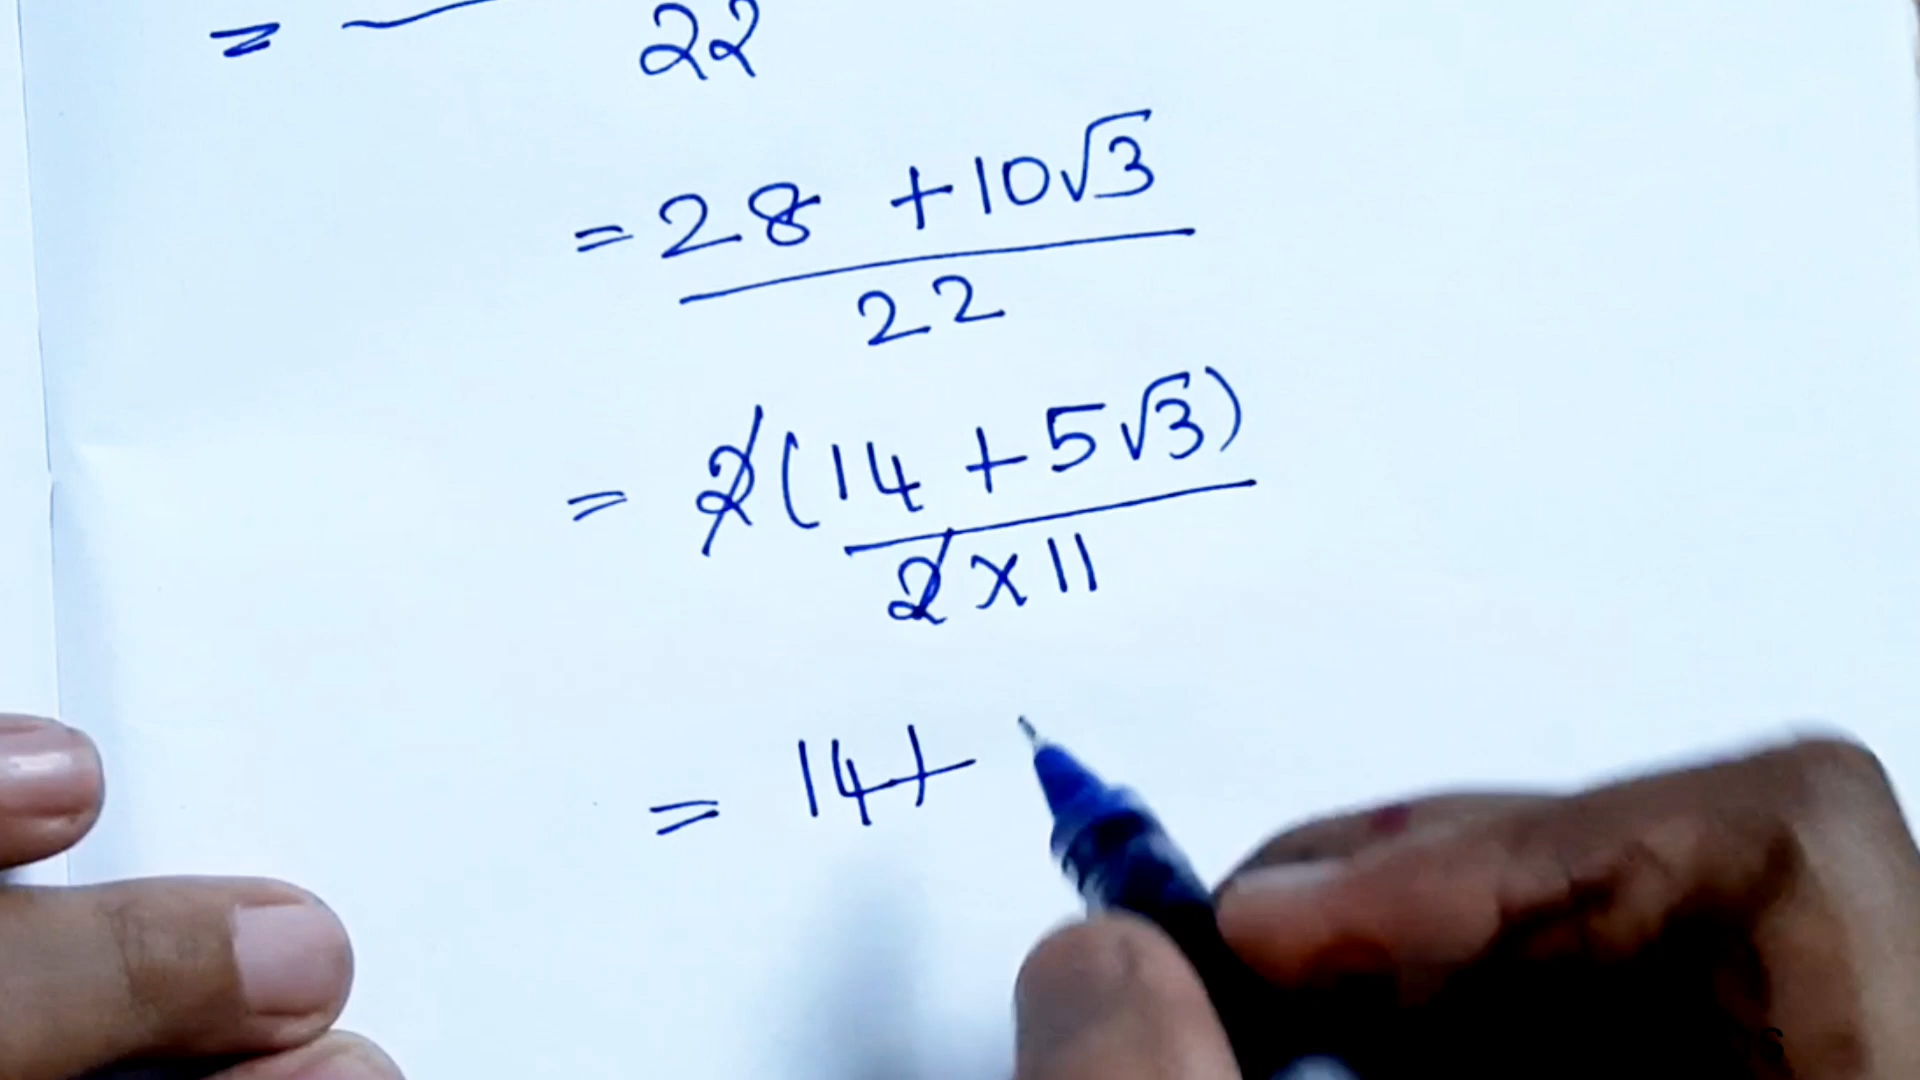 = 22
= 28 + 10√3
22
= 2(14 + 5√3)
2 × 11
= 14 +